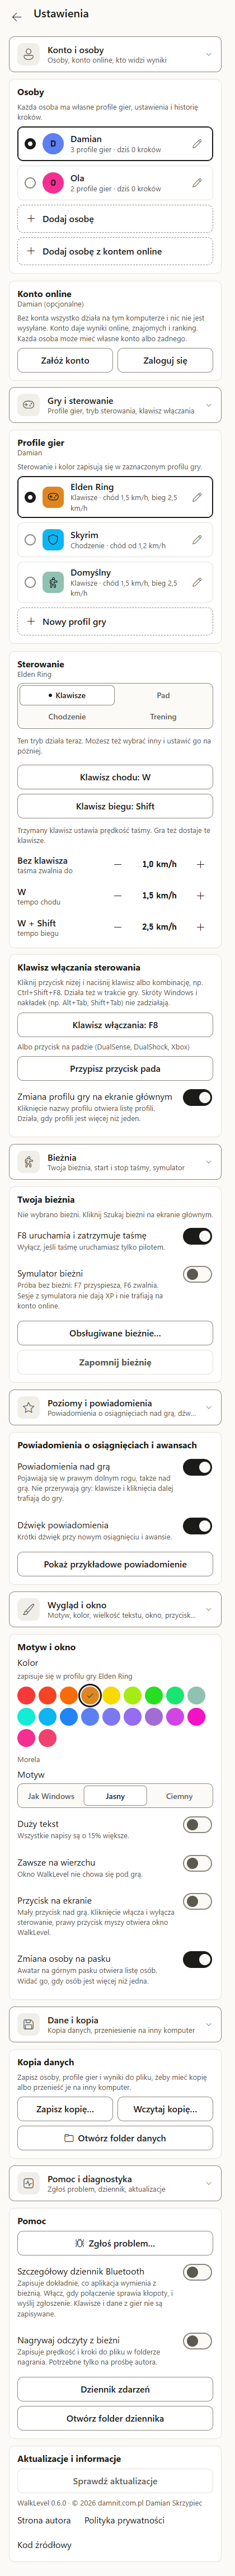 Ustawienia
Konto i osoby
Osoby, konto online, kto widzi wyniki
Osoby
Każda osoba ma własne profile gier, ustawienia i historię
kroków.
D
Damian
3 profile gier · dziś 0 kroków
O
Ola
2 profile gier · dziś 0 kroków
Dodaj osobę
Dodaj osobę z kontem online
Konto online
Damian (opcjonalne)
Bez konta wszystko działa na tym komputerze i nic nie jest
wysyłane. Konto daje wyniki online, znajomych i ranking.
Każda osoba może mieć własne konto albo żadnego.
Załóż konto
Zaloguj się
Gry i sterowanie
Profile gier, tryb sterowania, klawisz włączania
Profile gier
Damian
Sterowanie i kolor zapisują się w zaznaczonym profilu gry.
Elden Ring
Klawisze · chód 1,5 km/h, bieg 2,5
km/h
Skyrim
Chodzenie · chód od 1,2 km/h
Domyślny
Klawisze · chód 1,5 km/h, bieg 2,5
km/h
Nowy profil gry
Sterowanie
Elden Ring
Klawisze
Pad
Chodzenie
Trening
Ten tryb działa teraz. Możesz też wybrać inny i ustawić go na
później.
Klawisz chodu: W
Klawisz biegu: Shift
Trzymany klawisz ustawia prędkość taśmy. Gra też dostaje te
klawisze.
Bez klawisza
taśma zwalnia do
1,0 km/h
W
tempo chodu
1,5 km/h
W + Shift
tempo biegu
2,5 km/h
Klawisz włączania sterowania
Kliknij przycisk niżej i naciśnij klawisz albo kombinację, np.
Ctrl+Shift+F8. Działa też w trakcie gry. Skróty Windows i
nakładek (np. Alt+Tab, Shift+Tab) nie zadziałają.
Klawisz włączania: F8
Albo przycisk na padzie (DualSense, DualShock, Xbox)
Przypisz przycisk pada
Zmiana profilu gry na ekranie głównym
Kliknięcie nazwy profilu otwiera listę profili.
Działa, gdy profili jest więcej niż jeden.
Bieżnia
Twoja bieżnia, start i stop taśmy, symulator
Twoja bieżnia
Nie wybrano bieżni. Kliknij Szukaj bieżni na ekranie głównym.
F8 uruchamia i zatrzymuje taśmę
Wyłącz, jeśli taśmę uruchamiasz tylko pilotem.
Symulator bieżni
Próba bez bieżni: F7 przyspiesza, F6 zwalnia.
Sesje z symulatora nie dają XP i nie trafiają na
konto online.
Obsługiwane bieżnie...
Zapomnij bieżnię
Poziomy i powiadomienia
Powiadomienia o osiągnięciach nad grą, dźw...
Powiadomienia o osiągnięciach i awansach
Powiadomienia nad grą
Pojawiają się w prawym dolnym rogu, także nad
grą. Nie przerywają gry: klawisze i kliknięcia dalej
trafiają do gry.
Dźwięk powiadomienia
Krótki dźwięk przy nowym osiągnięciu i awansie.
Pokaż przykładowe powiadomienie
Wygląd i okno
Motyw, kolor, wielkość tekstu, okno, przycisk...
Motyw i okno
Kolor
zapisuje się w profilu gry Elden Ring
Morela
Motyw
Jak Windows
Jasny
Ciemny
Duży tekst
Wszystkie napisy są o 15% większe.
Zawsze na wierzchu
Okno WalkLevel nie chowa się pod grą.
Przycisk na ekranie
Mały przycisk nad grą. Kliknięcie włącza i wyłącza
sterowanie, prawy przycisk myszy otwiera okno
WalkLevel.
Zmiana osoby na pasku
Awatar na górnym pasku otwiera listę osób.
Widać go, gdy osób jest więcej niż jedna.
Dane i kopia
Kopia danych, przeniesienie na inny komputer
Kopia danych
Zapisz osoby, profile gier i wyniki do pliku, żeby mieć kopię
albo przenieść je na inny komputer.
Zapisz kopię...
Wczytaj kopię...
Otwórz folder danych
Pomoc i diagnostyka
Zgłoś problem, dziennik, aktualizacje
Pomoc
Zgłoś problem...
Szczegółowy dziennik Bluetooth
Zapisuje dokładnie, co aplikacja wymienia z
bieżnią. Włącz, gdy połączenie sprawia kłopoty, i
wyślij zgłoszenie. Klawisze i dane z gier nie są
zapisywane.
Nagrywaj odczyty z bieżni
Zapisuje prędkość i kroki do pliku w folderze
nagrania. Potrzebne tylko na prośbę autora.
Dziennik zdarzeń
Otwórz folder dziennika
Aktualizacje i informacje
Sprawdź aktualizacje
WalkLevel 0.6.0 · © 2026 damnit.com.pl Damian Skrzypiec
Strona autora
Polityka prywatności
Kod źródłowy